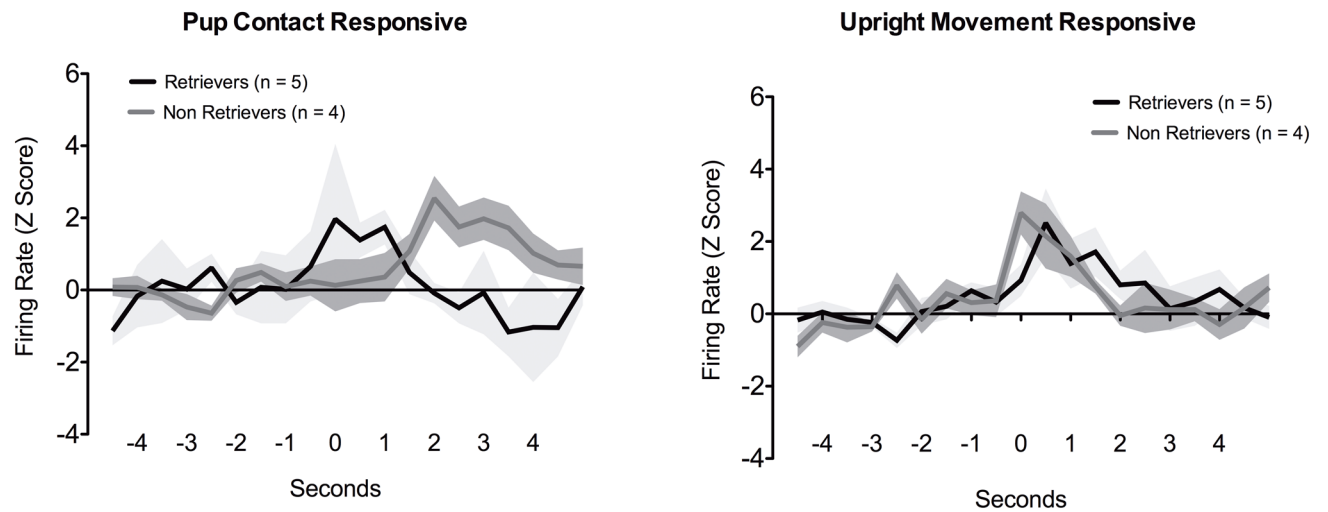 Pup Contact Responsive
Retrievers (n = 5)
Non Retrievers (n = 4)
Firing Rate (Z Score)
6
4
2
0
-2
-4
-4 -3 -2 -1 0 1 2 3 4
Seconds
Upright Movement Responsive
Retrievers (n = 5)
Non Retrievers (n = 4)
Firing Rate (Z Score)
6
4
2
0
-2
-4
-4 -3 -2 -1 0 1 2 3 4
Seconds